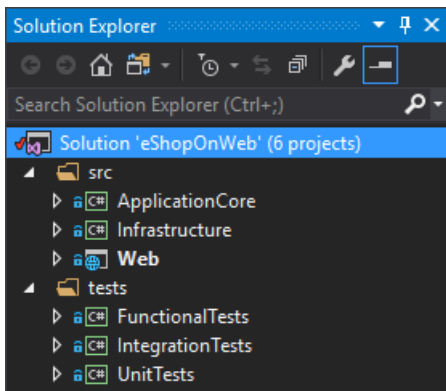 Solution Explorer
Search Solution Explorer (Ctrl+;)
Solution 'eShopOnWeb' (6 projects)
src
C# ApplicationCore
C# Infrastructure
Web
tests
C# FunctionalTests
C# IntegrationTests
C# UnitTests